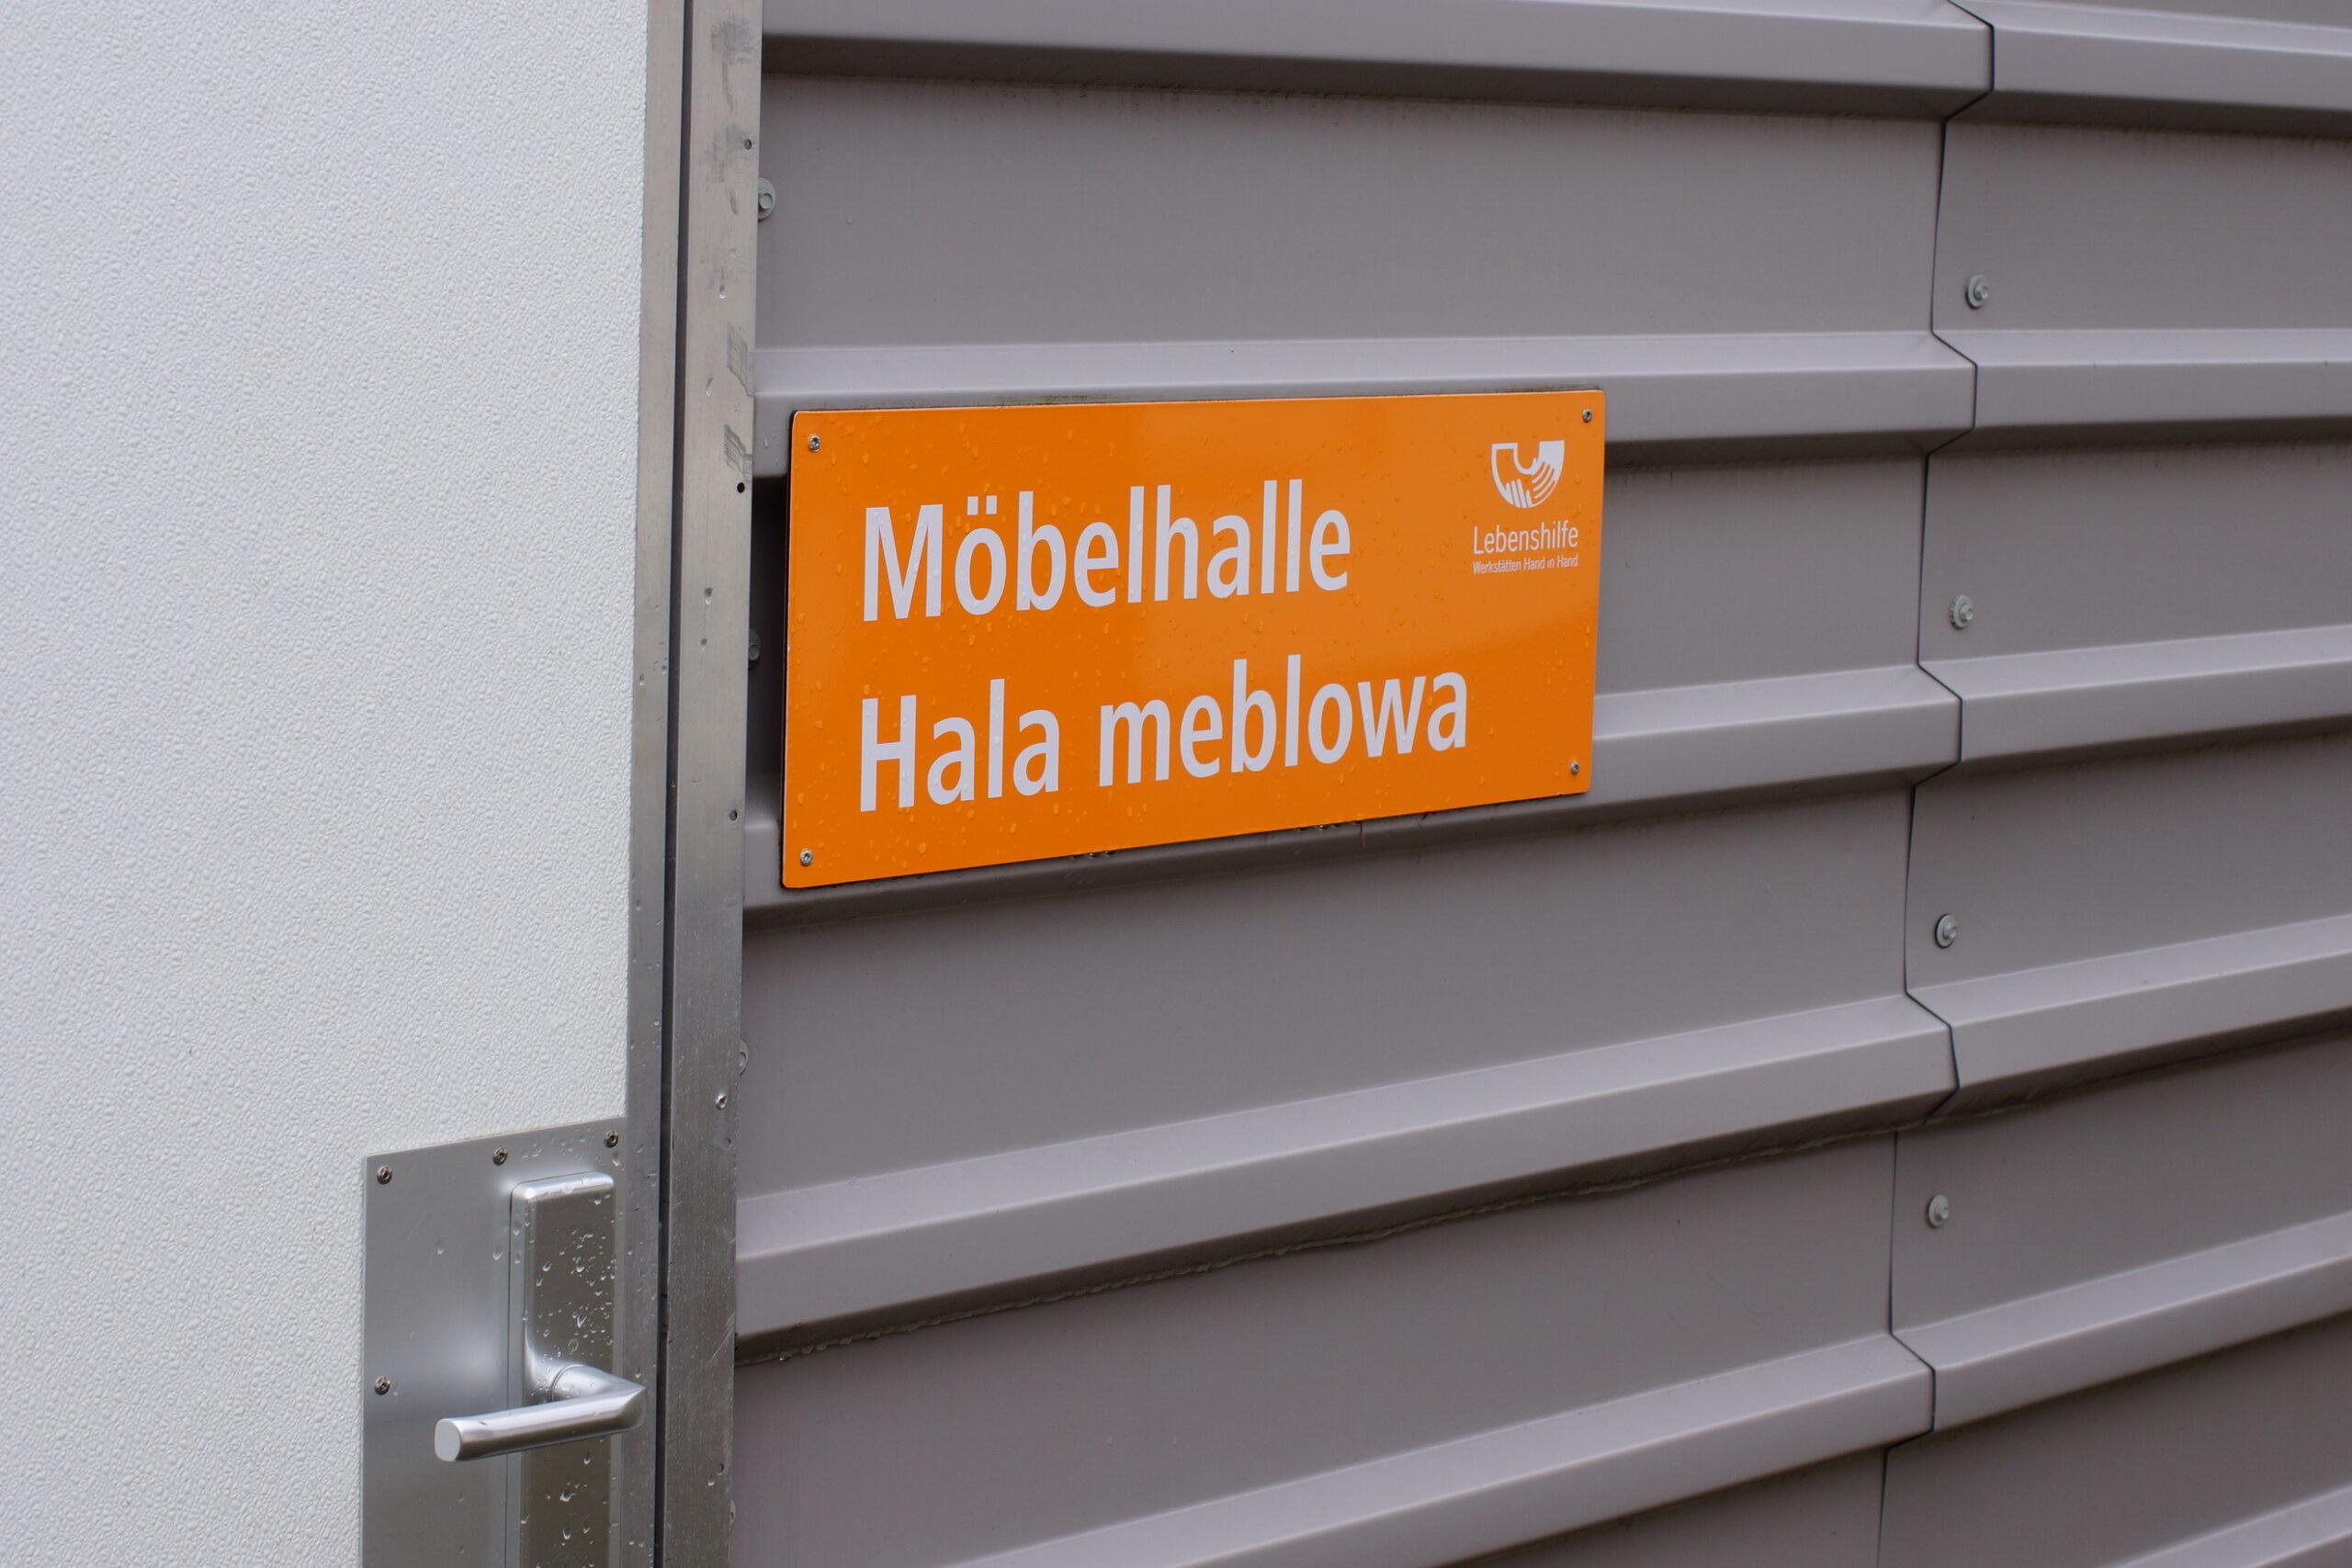 Möbelhalle
Hala meblowa
Lebenshilfe
Werkstätten Hand in Hand